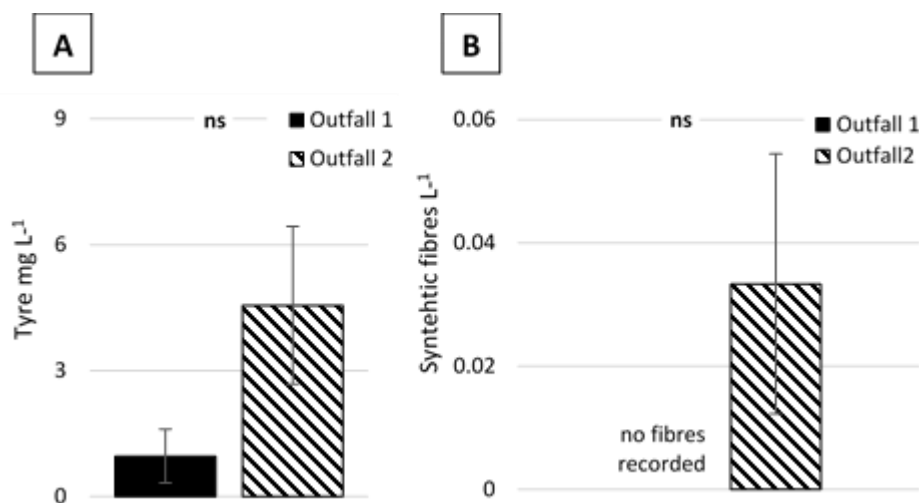 A
9
6
3
0
Tyre mg L-¹
ns
Outfall 1
Outfall 2
B
0.06
0.04
0.02
0
Syntehtic fibres L-¹
ns
Outfall 1
Outfall2
no fibres
recorded